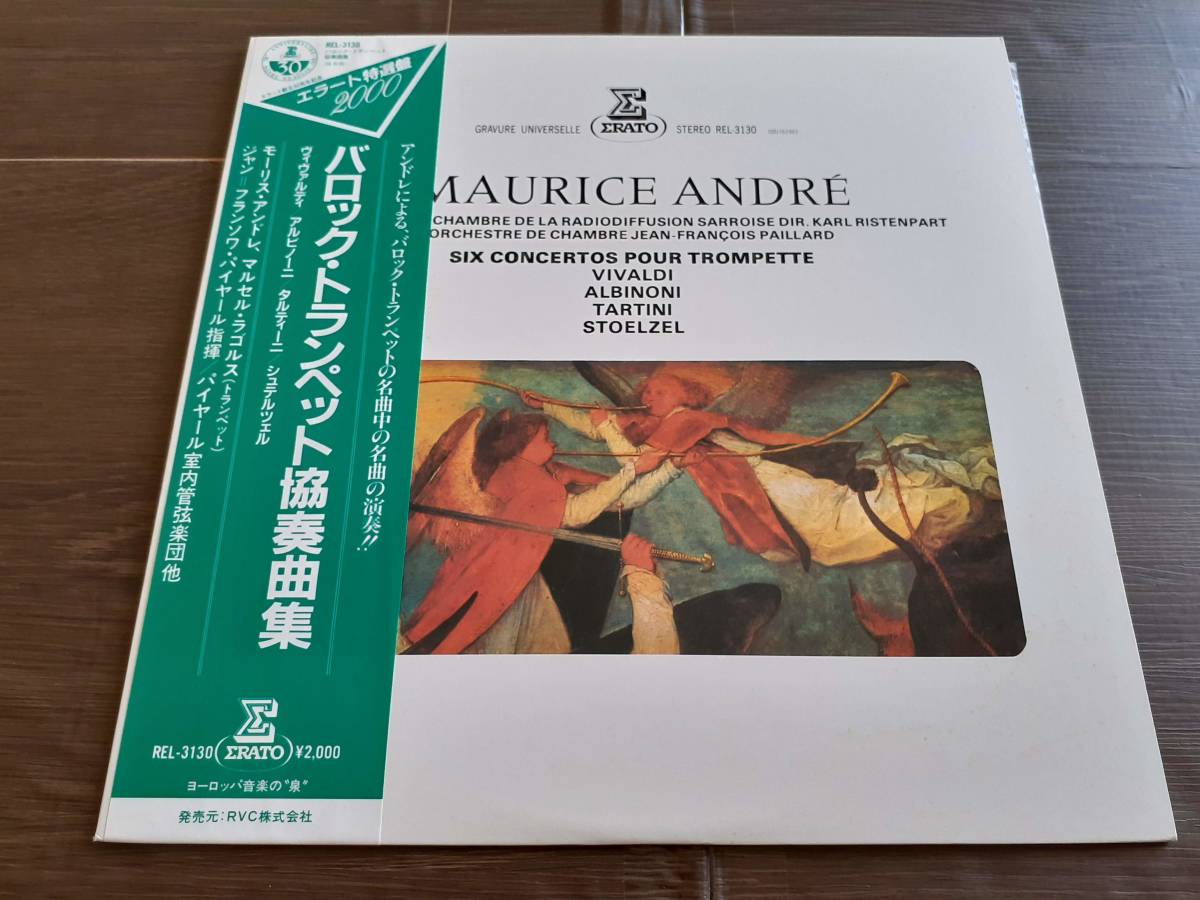 REL-3130
30
エラート特選盤
2000
アンドレによる、バロック・トランペットの名曲中の名曲の演奏!!
バロック・トランペット協奏曲集
ヴィヴァルディ アルビノーニ タルティーニ/シュテルツェル
モーリス・アンドレ、マルセル・ラゴルス(トランペット)
ジャン=フランソワ・パイヤール指揮/パイヤール室内管弦楽団他
REL-3130 ERATO ¥2,000
ヨーロッパ音楽の“泉”
発売元:RVC株式会社
GRAVURE UNIVERSELLE ERATO STEREO REL-3130
MAURICE ANDRÉ
CHAMBRE DE LA RADIODIFFUSION SARROISE DIR. KARL RISTENPART
ORCHESTRE DE CHAMBRE JEAN-FRANÇOIS PAILLARD
SIX CONCERTOS POUR TROMPETTE
VIVALDI
ALBINONI
TARTINI
STOELZEL